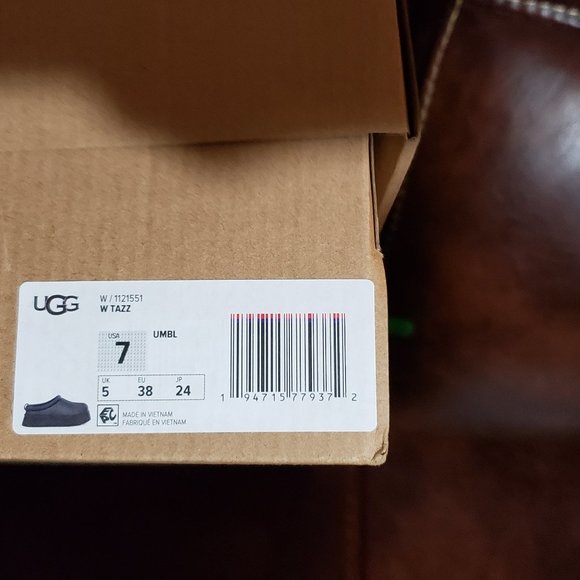 UGG
W / 1121551
W TAZZ
USA
7
UMBL
UK
5
EU
38
JP
24
MADE IN VIETNAM
FABRIQUÉ EN VIETNAM
1 94715 77937 2